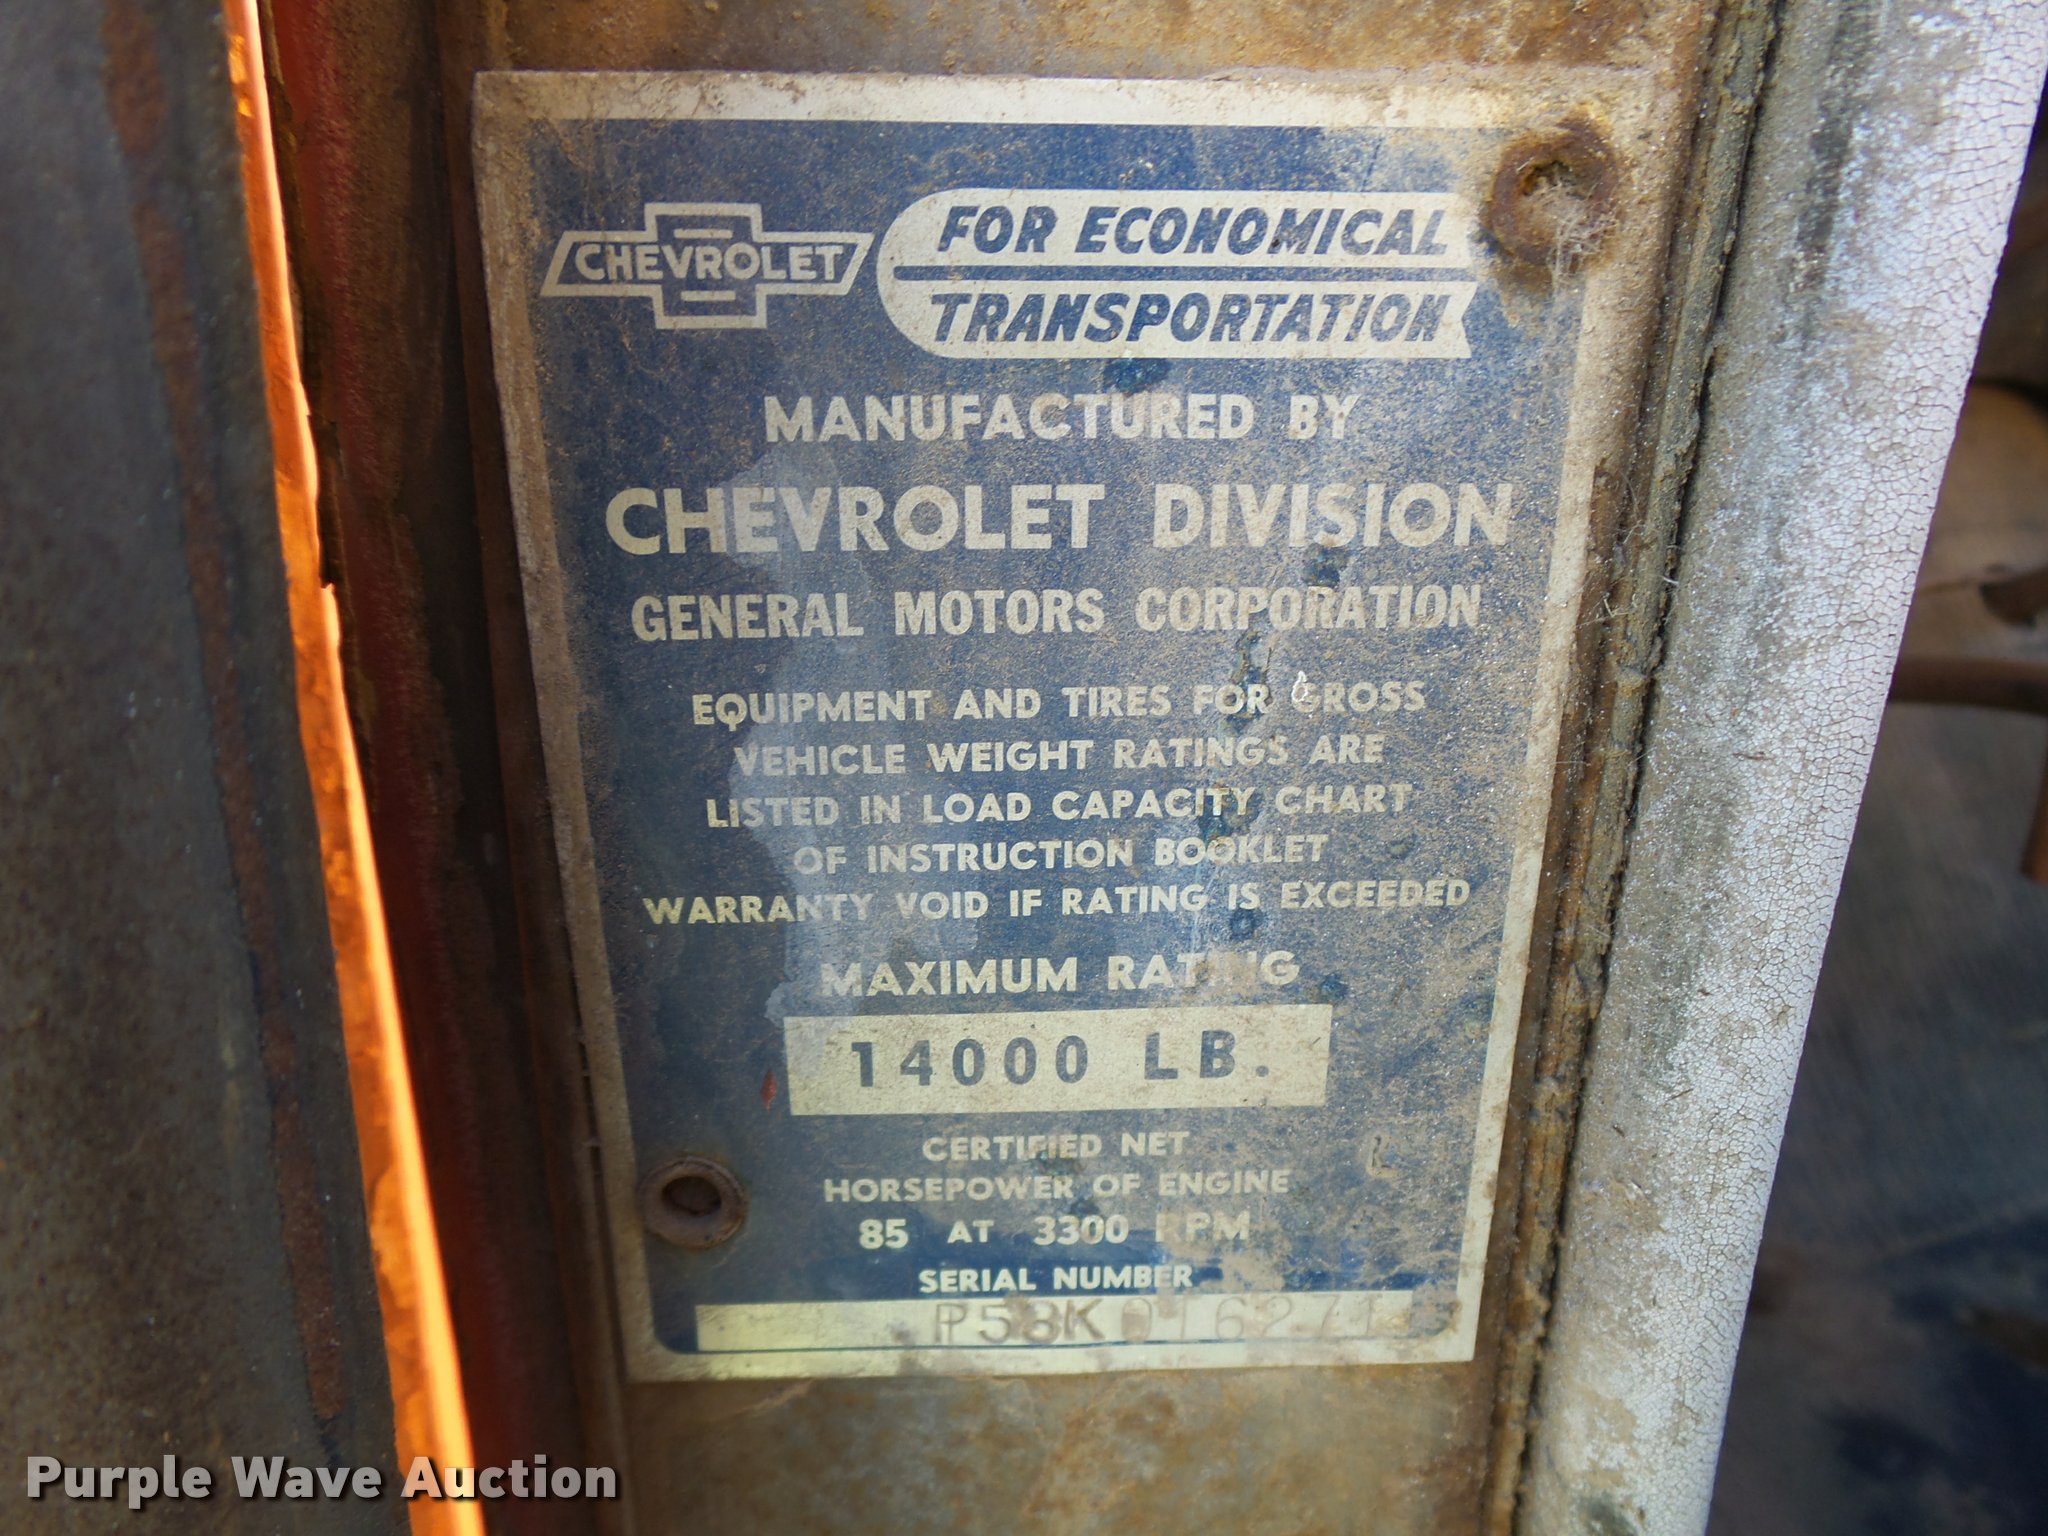 CHEVROLET
FOR ECONOMICAL
TRANSPORTATION
MANUFACTURED BY
CHEVROLET DIVISION
GENERAL MOTORS CORPORATION
EQUIPMENT AND TIRES FOR GROSS
VEHICLE WEIGHT RATINGS ARE
LISTED IN LOAD CAPACITY CHART
OF INSTRUCTION BOOKLET
WARRANTY VOID IF RATING IS EXCEEDED
MAXIMUM RATING
14000 LB.
CERTIFIED NET
HORSEPOWER OF ENGINE
85 AT 3300 RPM
SERIAL NUMBER
Purple Wave Auction